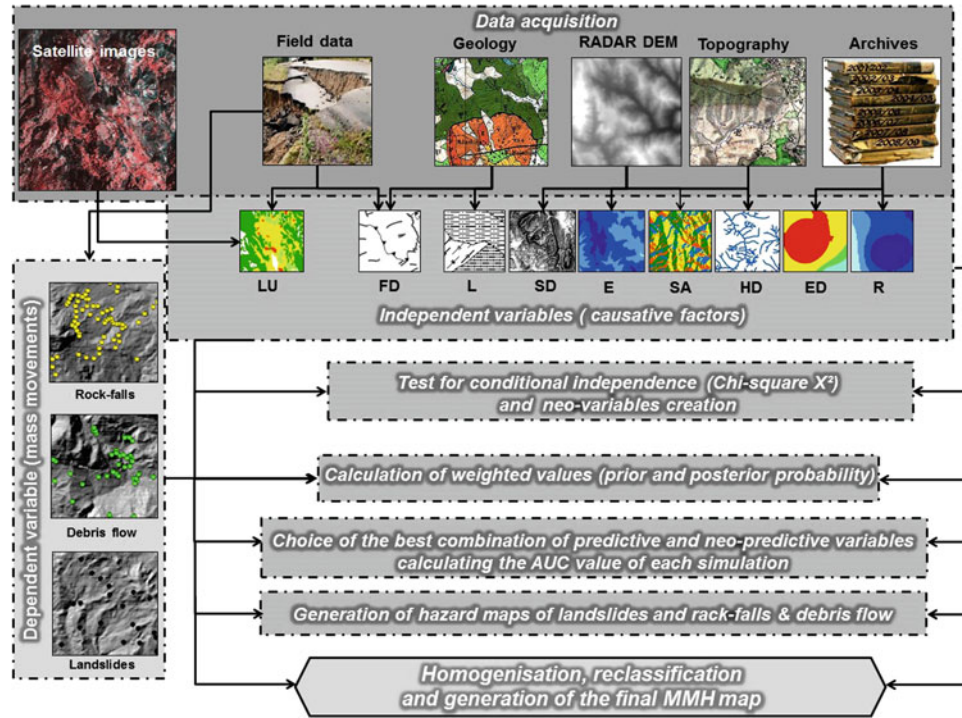 Data acquisition
Satellite images
Field data
Geology
RADAR DEM
Topography
Archives
LU
FD
L
SD
E
SA
HD
ED
R
Independent variables ( causative factors)
Dependent variable (mass movements)
Rock-falls
Debris flow
Landslides
Test for conditional independence (Chi-square X²)
and neo-variables creation
Calculation of weighted values (prior and posterior probability)
Choice of the best combination of predictive and neo-predictive variables
calculating the AUC value of each simulation
Generation of hazard maps of landslides and rack-falls & debris flow
Homogenisation, reclassification
and generation of the final MMH map